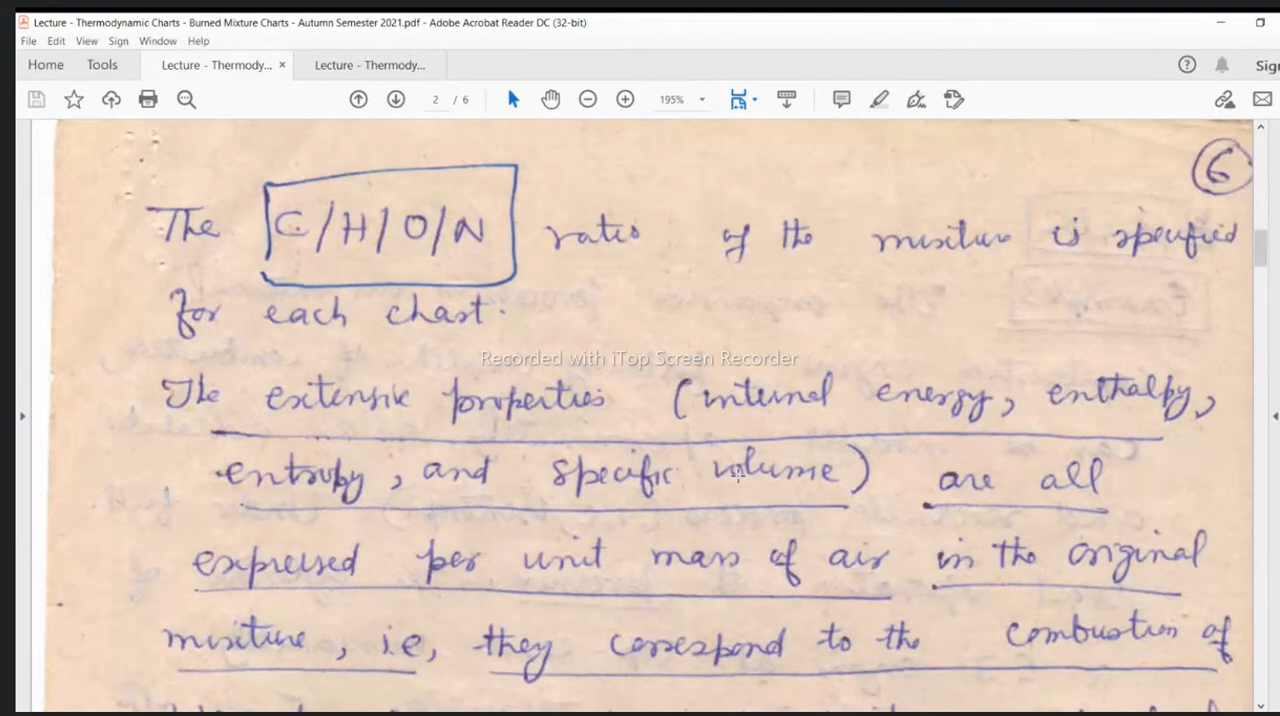 Lecture - Thermodynamic Charts - Burned Mixture Charts - Autumn Semester 2021.pdf - Adobe Acrobat Reader DC (32-bit)
File Edit View Sign Window Help
Home Tools Lecture - Thermody... × Lecture - Thermody... Sign
2 / 6 195%
6
The C/H/O/N ratio of the mixture is specified
for each chart.
Recorded with iTop Screen Recorder
The extensive properties (internal energy, enthalpy,
entropy, and specific volume) are all
expressed per unit mass of air in the original
mixture, i.e, they correspond to the combustion of